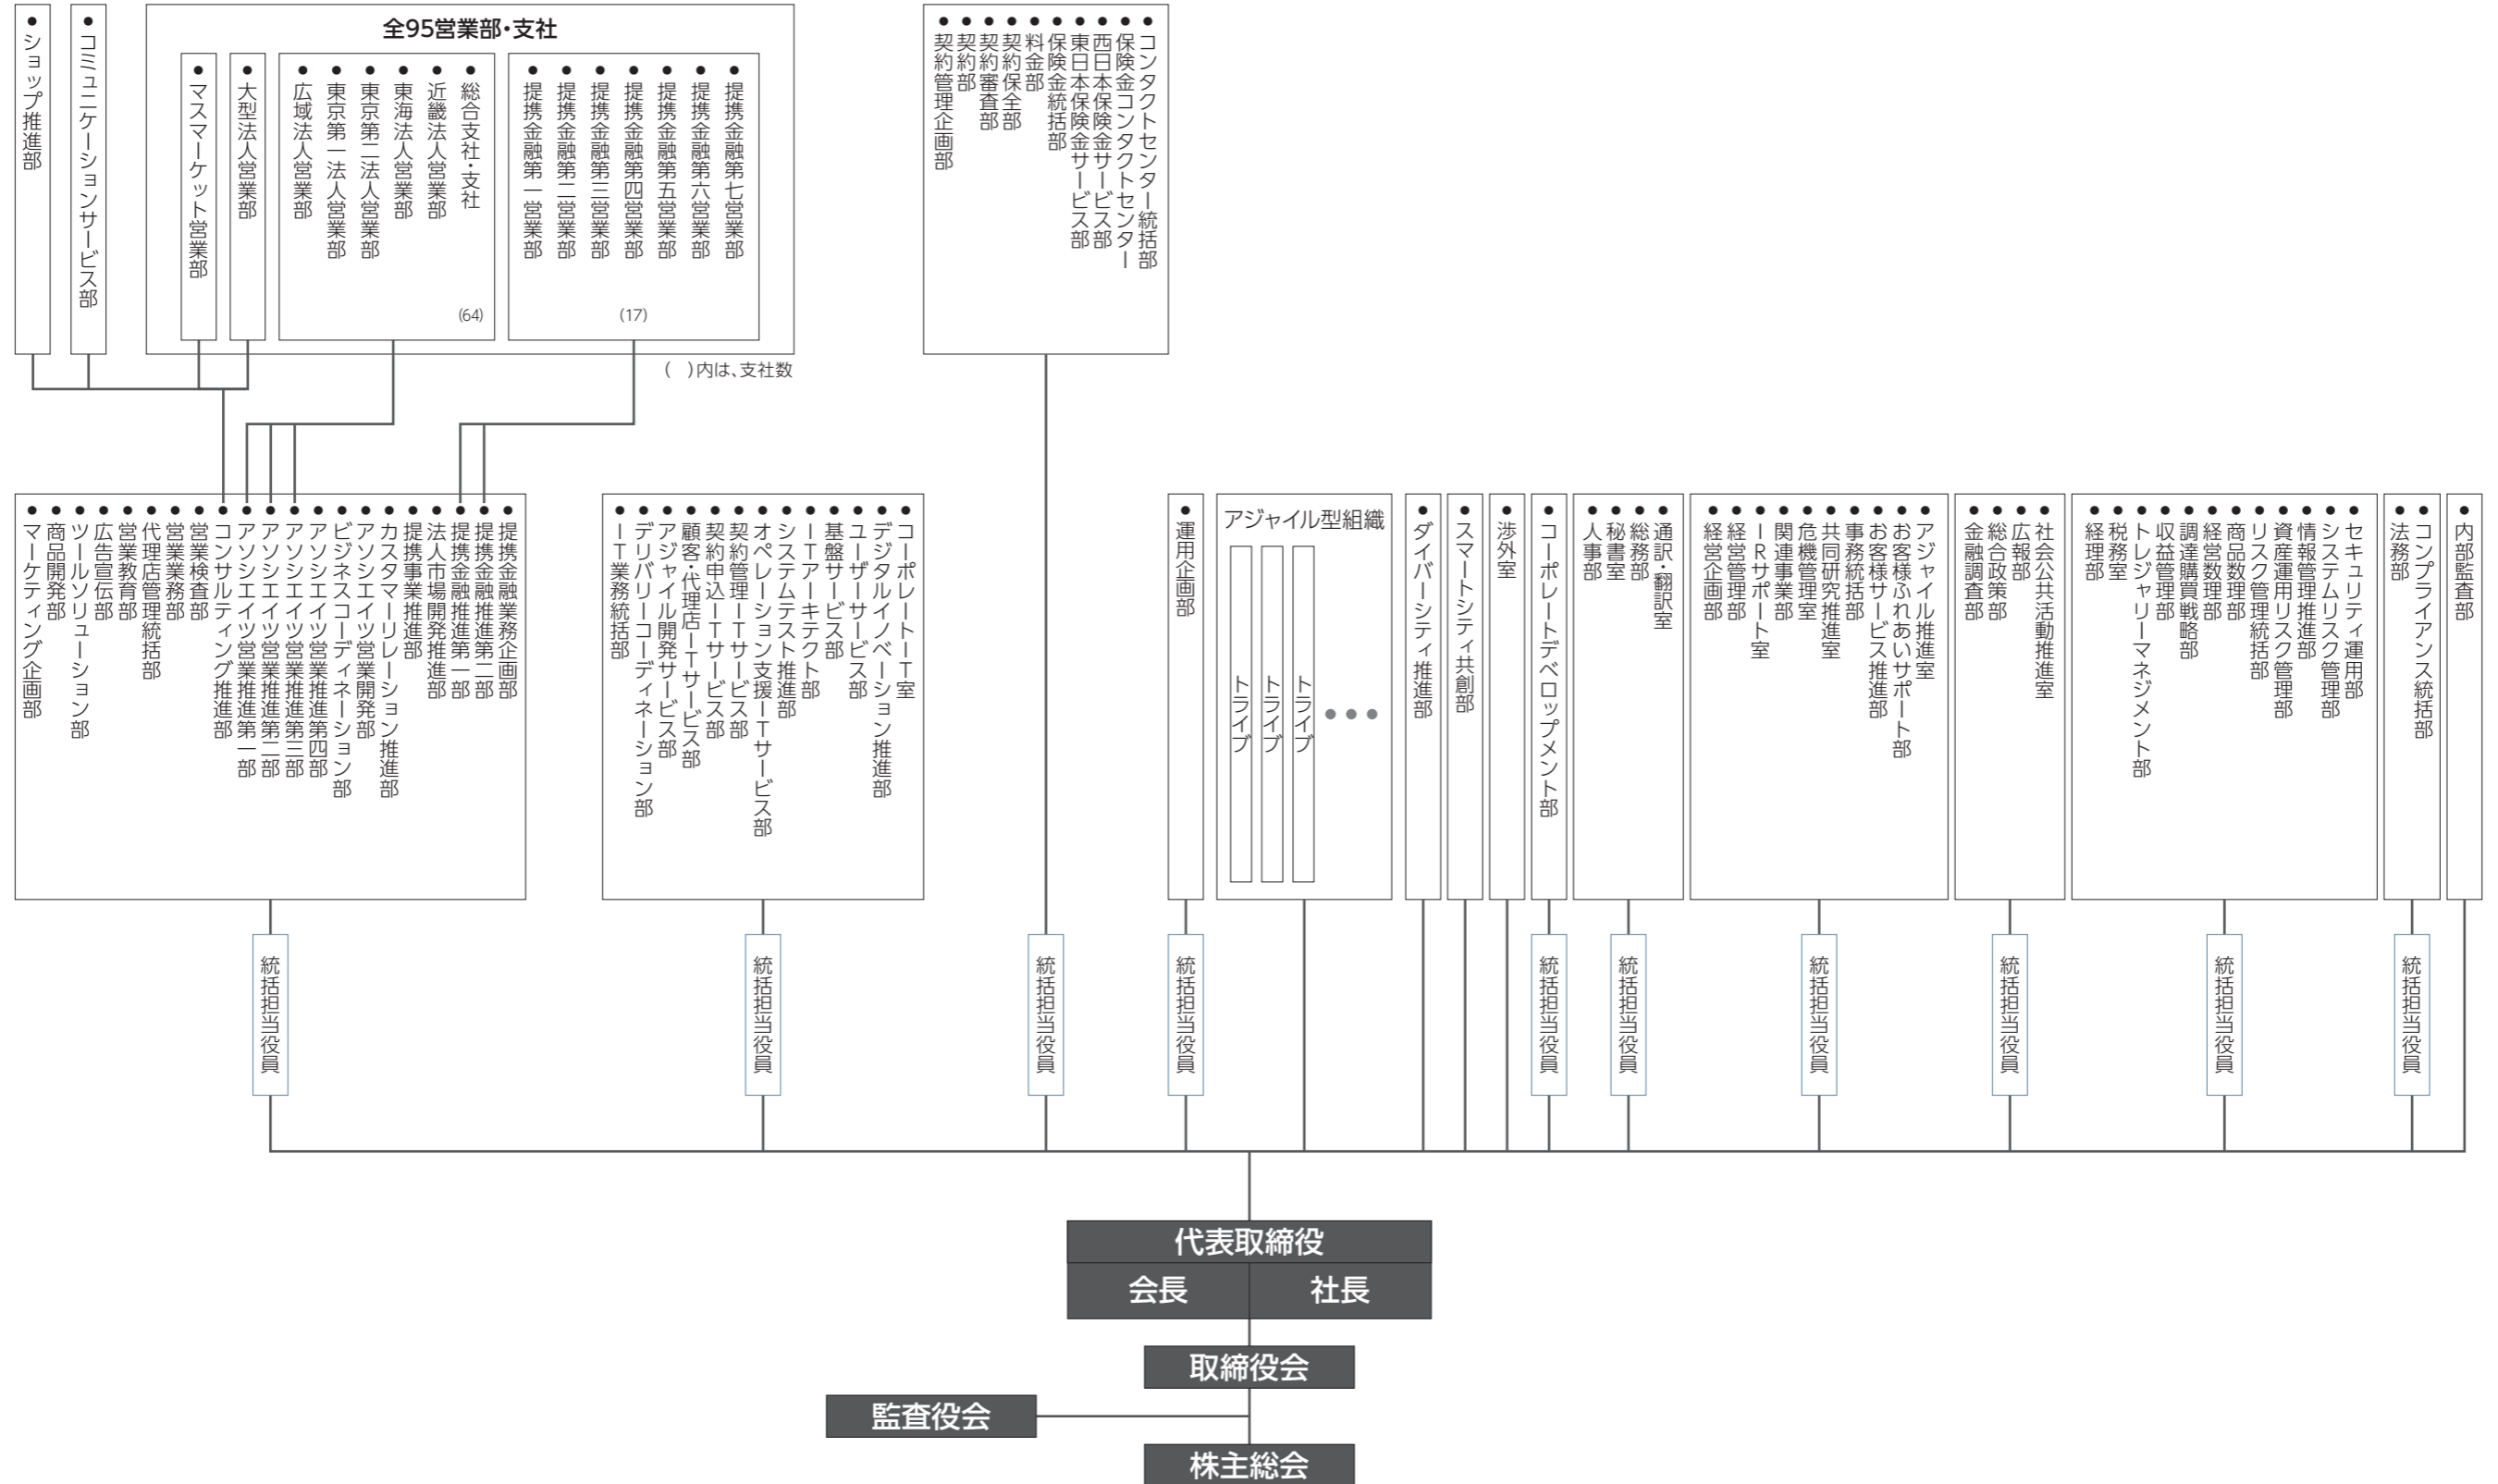 全95営業部・支社
ショップ推進部
コミュニケーションサービス部
マスマーケット営業部
大型法人営業部
広域法人営業部
東京第一法人営業部
東京第二法人営業部
東海法人営業部
近畿法人営業部
総合支社・支社
(64)
提携金融第一営業部
提携金融第二営業部
提携金融第三営業部
提携金融第四営業部
提携金融第五営業部
提携金融第六営業部
提携金融第七営業部
(17)
( )内は、支社数
契約管理企画部
契約部
契約審査部
契約保全部
料金部
保険金統括部
東日本保険金サービス部
西日本保険金サービス部
保険金コンタクトセンター
コンタクトセンター統括部
マーケティング企画部
商品開発部
ツールソリューション部
広告宣伝部
営業教育部
代理店管理統括部
営業業務部
営業検査部
コンサルティング推進部
アソシエイツ営業推進第一部
アソシエイツ営業推進第二部
アソシエイツ営業推進第三部
アソシエイツ営業推進第四部
ビジネスコーディネーション部
アソシエイツ営業開発部
カスタマーリレーション推進部
提携事業推進部
法人市場開発推進部
提携金融推進第一部
提携金融推進第二部
提携金融業務企画部
IT業務統括部
デリバリーコーディネーション部
アジャイル開発サービス部
顧客・代理店ITサービス部
契約申込ITサービス部
契約管理ITサービス部
オペレーション支援ITサービス部
システムテスト推進部
ITアーキテクト部
基盤サービス部
ユーザーサービス部
デジタルイノベーション推進部
コーポレートIT室
運用企画部
アジャイル型組織
トライブ
トライブ
トライブ
ダイバーシティ推進部
スマートシティ共創部
渉外室
コーポレートデベロップメント部
人事部
秘書室
総務部
通訳・翻訳室
経営企画部
経営管理部
IRサポート室
関連事業部
危機管理室
共同研究推進室
事務統括部
お客様サービス推進部
お客様ふれあいサポート部
アジャイル推進室
金融調査部
総合政策部
広報部
社会公共活動推進室
経理部
税務室
トレジャリーマネジメント部
収益管理部
調達購買戦略部
経営数理部
商品数理部
リスク管理統括部
資産運用リスク管理部
情報管理推進部
システムリスク管理部
セキュリティ運用部
法務部
コンプライアンス統括部
内部監査部
統括担当役員
統括担当役員
統括担当役員
統括担当役員
統括担当役員
統括担当役員
統括担当役員
統括担当役員
統括担当役員
統括担当役員
代表取締役
会長
社長
取締役会
監査役会
株主総会